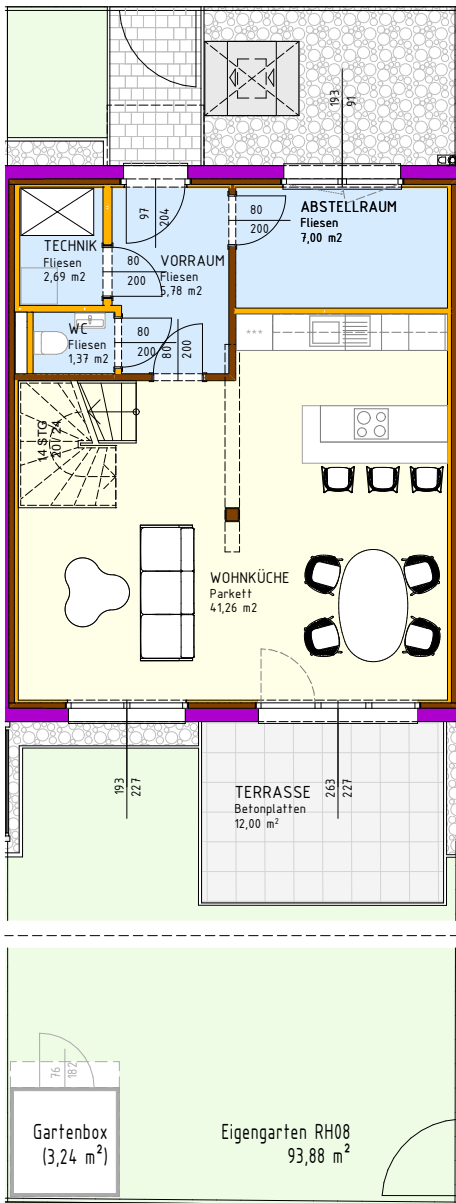 193
91
97
204
80
200
ABSTELLRAUM
Fliesen
7,00 m2
TECHNIK
Fliesen
2,69 m2
80
200
VORRAUM
Fliesen
5,78 m2
WC
Fliesen
1,37 m2
80
200
80
200
***
14 STG
20/24
WOHNKÜCHE
Parkett
41,26 m2
193
227
263
227
TERRASSE
Betonplatten
12,00 m²
76
182
Gartenbox
(3,24 m²)
Eigengarten RH08
93,88 m²